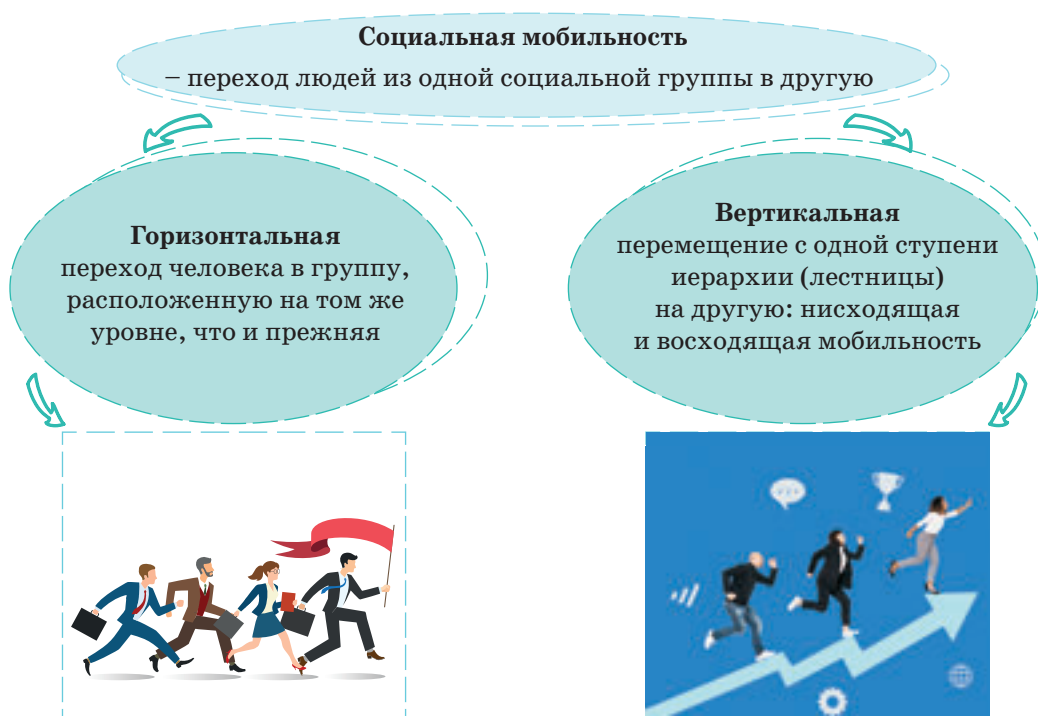 Социальная мобильность
– переход людей из одной социальной группы в другую
Горизонтальная
переход человека в группу,
расположенную на том же
уровне, что и прежняя
Вертикальная
перемещение с одной ступени
иерархии (лестницы)
на другую: нисходящая
и восходящая мобильность